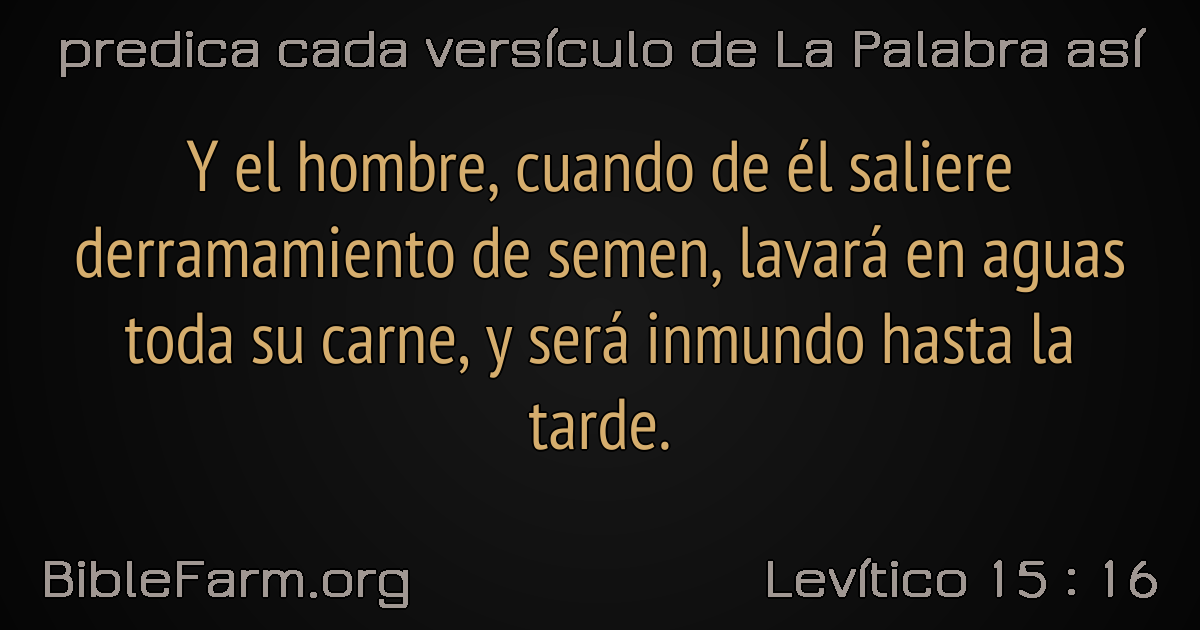 predica cada versículo de La Palabra así
Y el hombre, cuando de él saliere
derramamiento de semen, lavará en aguas
toda su carne, y será inmundo hasta la
tarde.
BibleFarm.org
Levítico 15 : 16